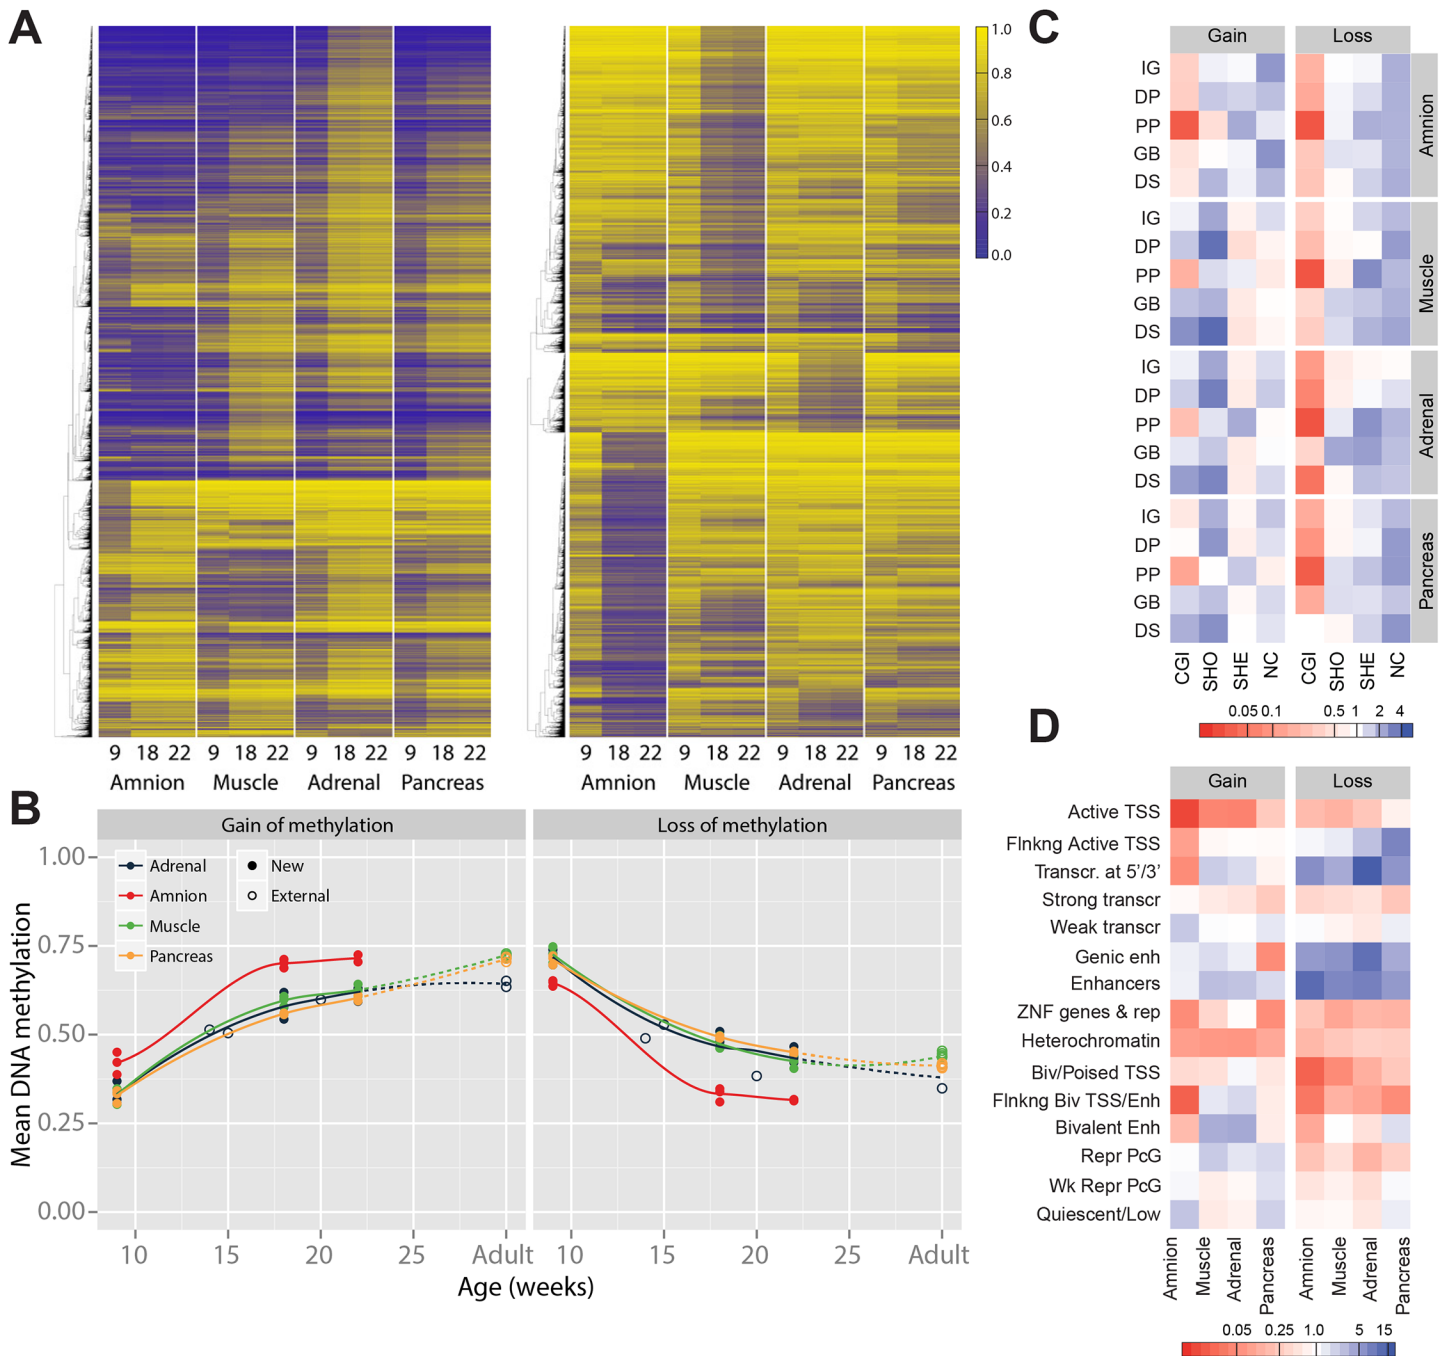 A
1.0
0.8
0.6
0.4
0.2
0.0
9 18 22 9 18 22 9 18 22 9 18 22
Amnion Muscle Adrenal Pancreas
9 18 22 9 18 22 9 18 22 9 18 22
Amnion Muscle Adrenal Pancreas
B
Gain of methylation
Loss of methylation
Adrenal
Amnion
Muscle
Pancreas
New
External
Mean DNA methylation
1.00
0.75
0.50
0.25
0.00
10 15 20 25 Adult
10 15 20 25 Adult
Age (weeks)
C
Gain Loss
IG
DP
PP
GB
DS
Amnion
IG
DP
PP
GB
DS
Muscle
IG
DP
PP
GB
DS
Adrenal
IG
DP
PP
GB
DS
Pancreas
CGI SHO SHE NC CGI SHO SHE NC
0.05 0.1 0.5 1 2 4
D
Gain Loss
Active TSS
Flnkng Active TSS
Transcr. at 5’/3’
Strong transcr
Weak transcr
Genic enh
Enhancers
ZNF genes & rep
Heterochromatin
Biv/Poised TSS
Flnkng Biv TSS/Enh
Bivalent Enh
Repr PcG
Wk Repr PcG
Quiescent/Low
Amnion Muscle Adrenal Pancreas Amnion Muscle Adrenal Pancreas
0.05 0.25 1.0 5 15